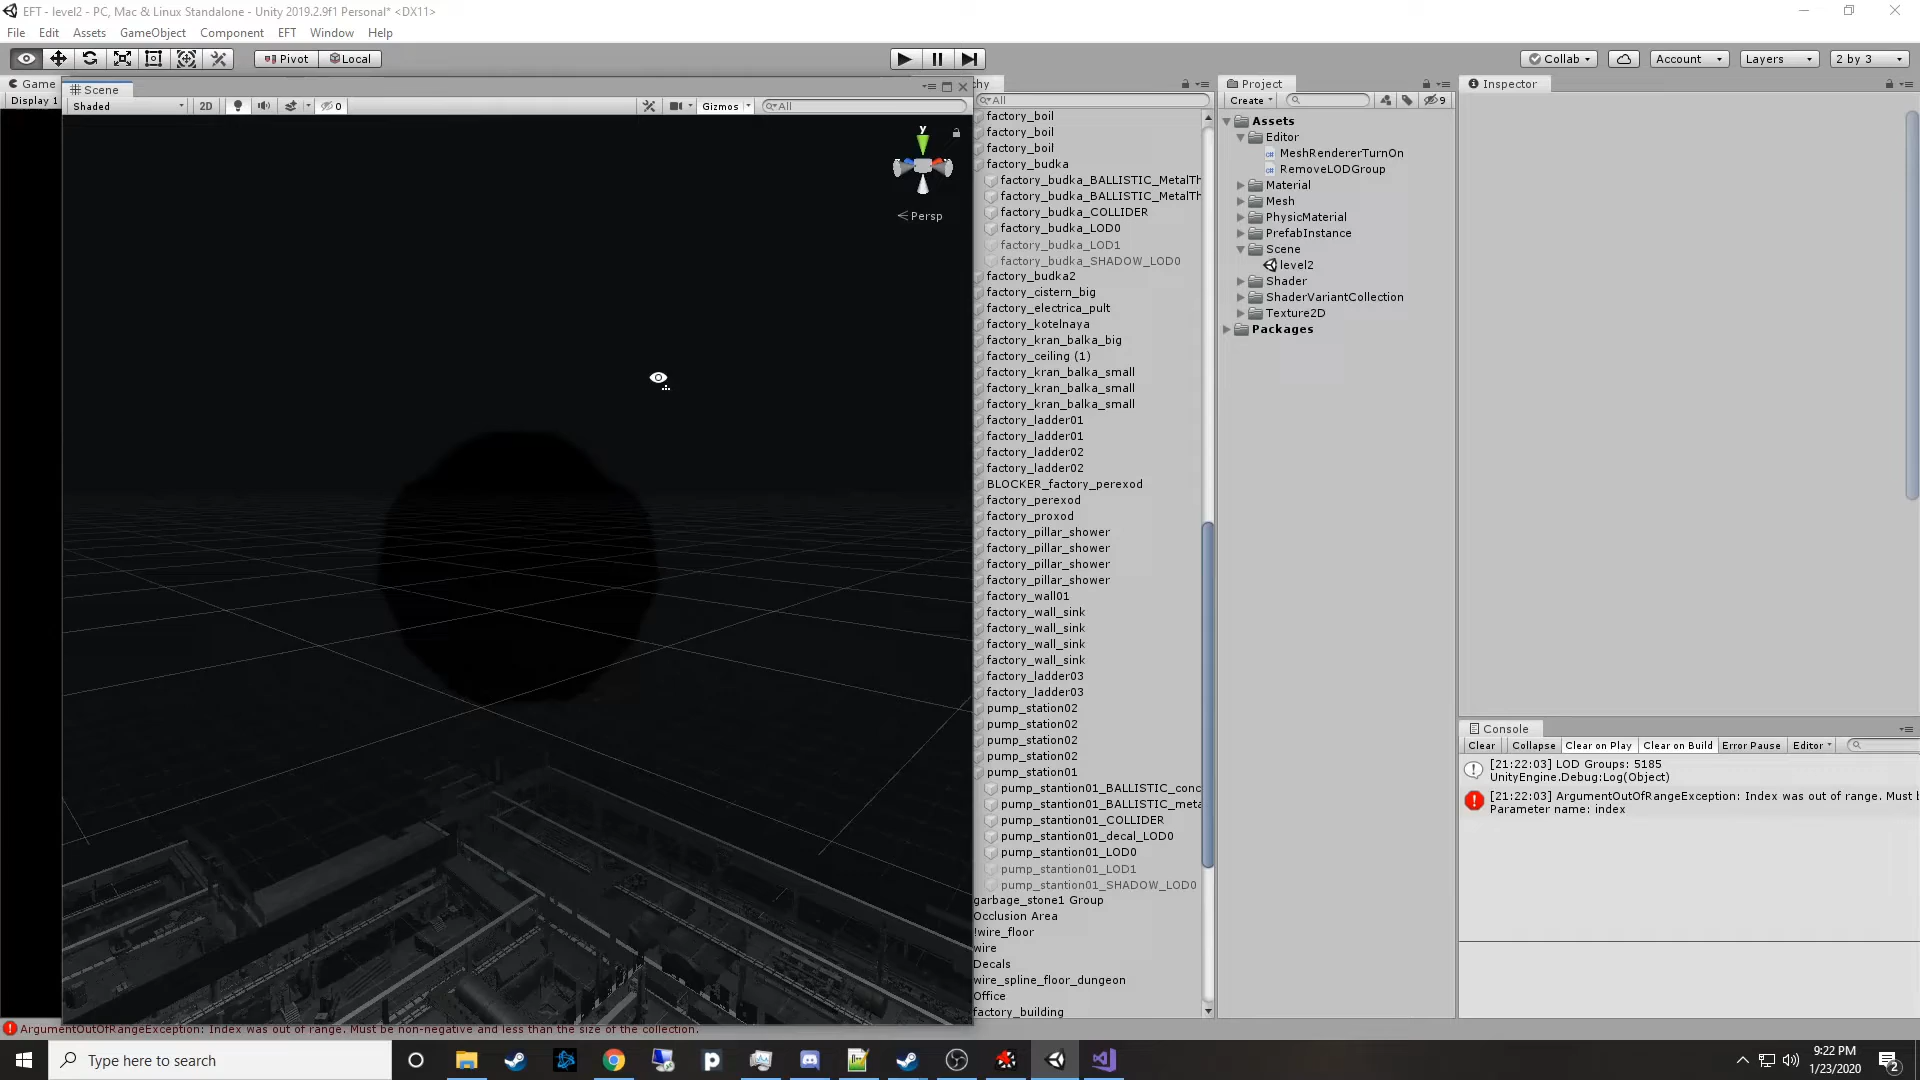 EFT - level2 - PC, Mac & Linux Standalone - Unity 2019.2.9f1 Personal* <DX11>
File Edit Assets GameObject Component EFT Window Help
Pivot Local
Collab Account Layers 2 by 3
Game
Display 1
Scene
Shaded 2D 0 Gizmos All
y
Persp
chy
All
factory_boil
factory_boil
factory_boil
factory_budka
factory_budka_BALLISTIC_MetalTh
factory_budka_BALLISTIC_MetalTh
factory_budka_COLLIDER
factory_budka_LOD0
factory_budka_LOD1
factory_budka_SHADOW_LOD0
factory_budka2
factory_cistern_big
factory_electrica_pult
factory_kotelnaya
factory_kran_balka_big
factory_ceiling (1)
factory_kran_balka_small
factory_kran_balka_small
factory_kran_balka_small
factory_ladder01
factory_ladder01
factory_ladder02
factory_ladder02
BLOCKER_factory_perexod
factory_perexod
factory_proxod
factory_pillar_shower
factory_pillar_shower
factory_pillar_shower
factory_pillar_shower
factory_wall01
factory_wall_sink
factory_wall_sink
factory_wall_sink
factory_wall_sink
factory_ladder03
factory_ladder03
pump_station02
pump_station02
pump_station02
pump_station02
pump_station01
pump_stantion01_BALLISTIC_conc
pump_stantion01_BALLISTIC_meta
pump_stantion01_COLLIDER
pump_stantion01_decal_LOD0
pump_stantion01_LOD0
pump_stantion01_LOD1
pump_stantion01_SHADOW_LOD0
garbage_stone1 Group
Occlusion Area
!wire_floor
wire
Decals
wire_spline_floor_dungeon
Office
factory_building
Project
Create 9
Assets
Editor
MeshRendererTurnOn
RemoveLODGroup
Material
Mesh
PhysicMaterial
PrefabInstance
Scene
level2
Shader
ShaderVariantCollection
Texture2D
Packages
Inspector
Console
Clear Collapse Clear on Play Clear on Build Error Pause Editor
[21:22:03] LOD Groups: 5185
UnityEngine.Debug:Log(Object)
[21:22:03] ArgumentOutOfRangeException: Index was out of range. Must b
Parameter name: index
ArgumentOutOfRangeException: Index was out of range. Must be non-negative and less than the size of the collection.
Type here to search
9:22 PM
1/23/2020
2